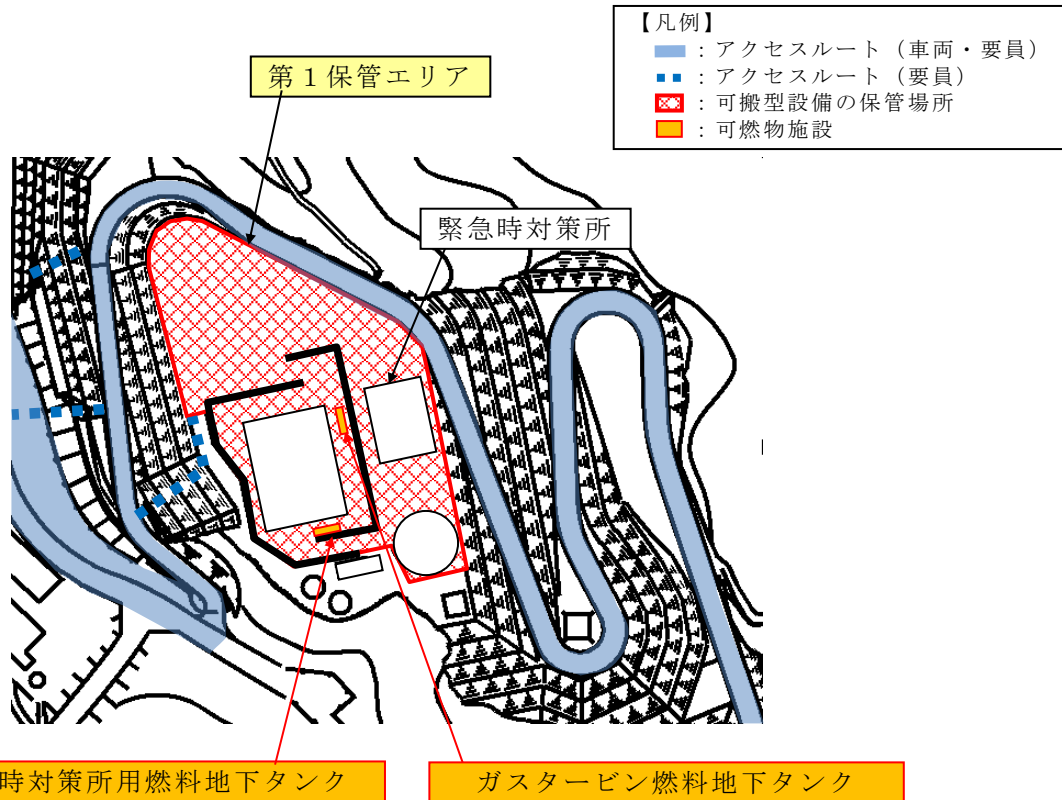 【凡例】
：アクセスルート（車両・要員）
：アクセスルート（要員）
：可搬型設備の保管場所
：可燃物施設
第１保管エリア
緊急時対策所
時対策所用燃料地下タンク
ガスタービン燃料地下タンク